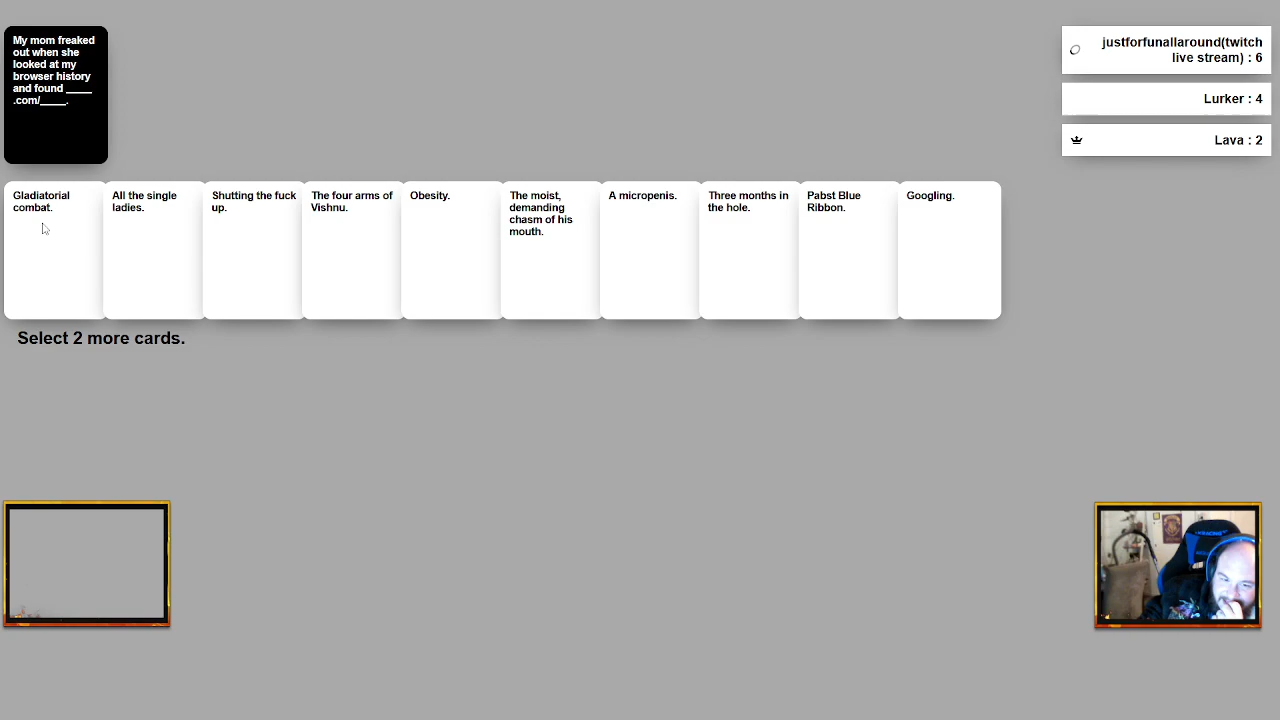 My mom freaked
out when she
looked at my
browser history
and found _____
.com/_____.
justforfunallaround(twitch
live stream) : 6
Lurker : 4
Lava : 2
Gladiatorial
combat.
All the single
ladies.
Shutting the fuck
up.
The four arms of
Vishnu.
Obesity.
The moist,
demanding
chasm of his
mouth.
A micropenis.
Three months in
the hole.
Pabst Blue
Ribbon.
Googling.
Select 2 more cards.